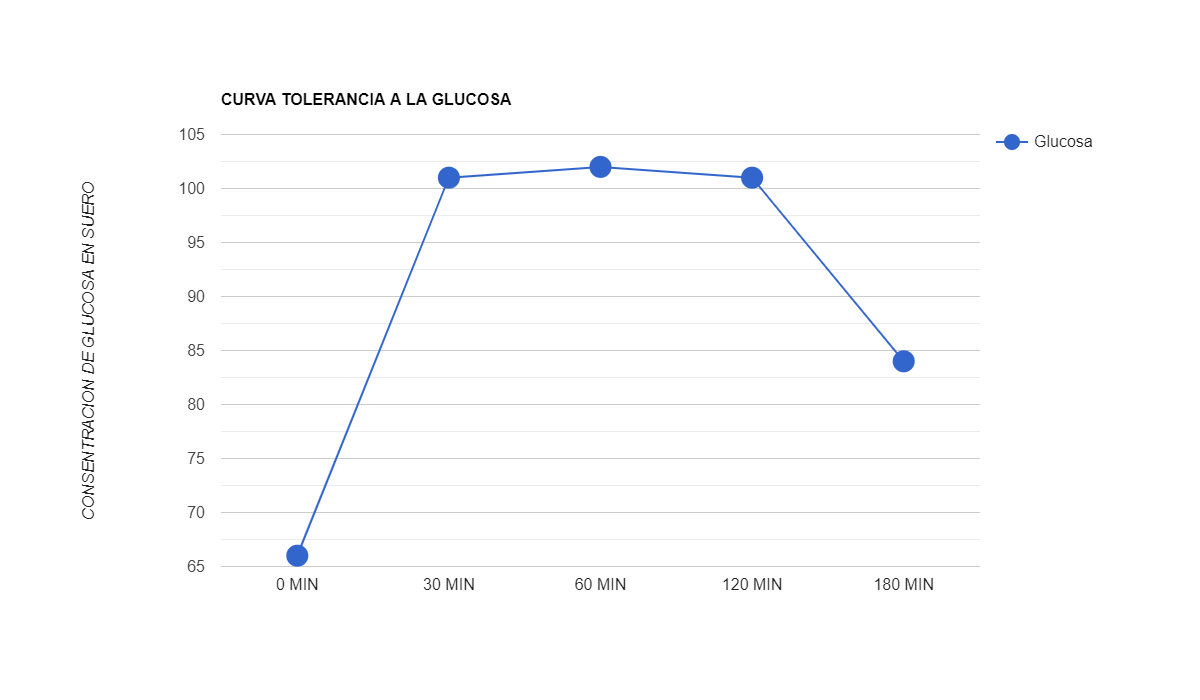 CURVA TOLERANCIA A LA GLUCOSA
Glucosa
CONSENTRACION DE GLUCOSA EN SUERO
105
100
95
90
85
80
75
70
65
0 MIN
30 MIN
60 MIN
120 MIN
180 MIN